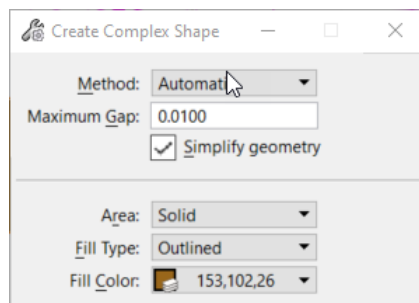 Create Complex Shape
Method: Automatic
Maximum Gap: 0.0100
Simplify geometry
Area: Solid
Fill Type: Outlined
Fill Color: 153,102,26